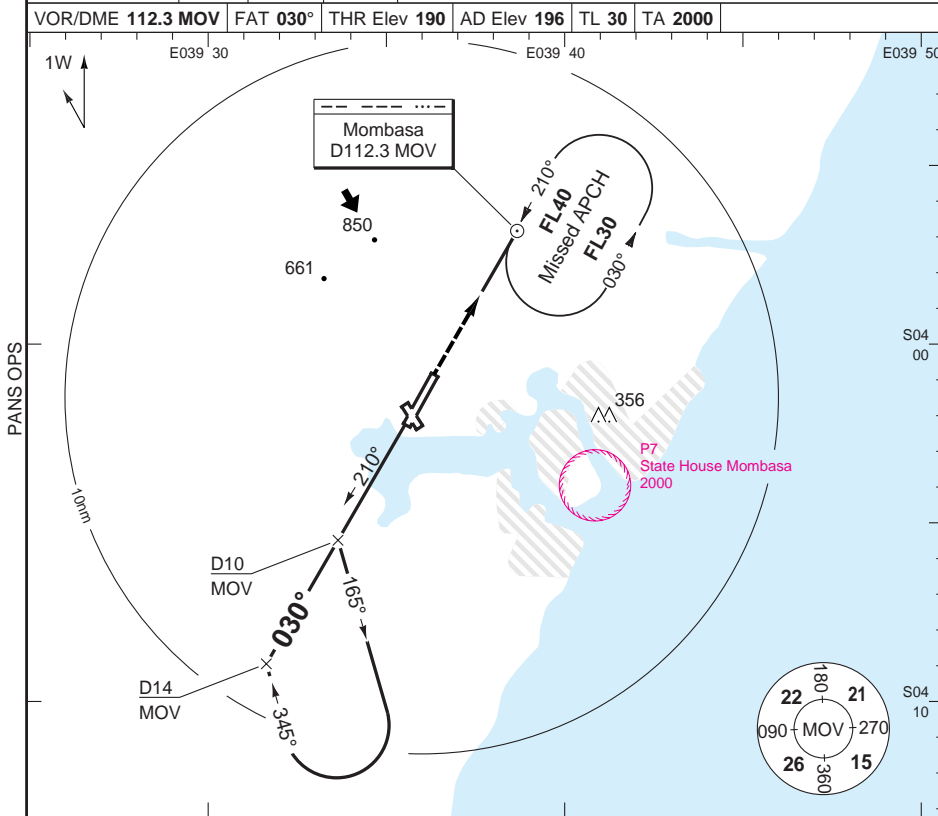 VOR/DME 112.3 MOV FAT 030° THR Elev 190 AD Elev 196 TL 30 TA 2000
E039 30
E039 40
E039 50
1W
Mombasa
D112.3 MOV
210°
FL40
Missed APCH
FL30
030°
850
661
S04
00
PANS OPS
356
P7
State House Mombasa
2000
210°
10nm
D10
MOV
165°
030°
D14
MOV
345°
S04
10
180
22
21
090
MOV
270
26
15
360